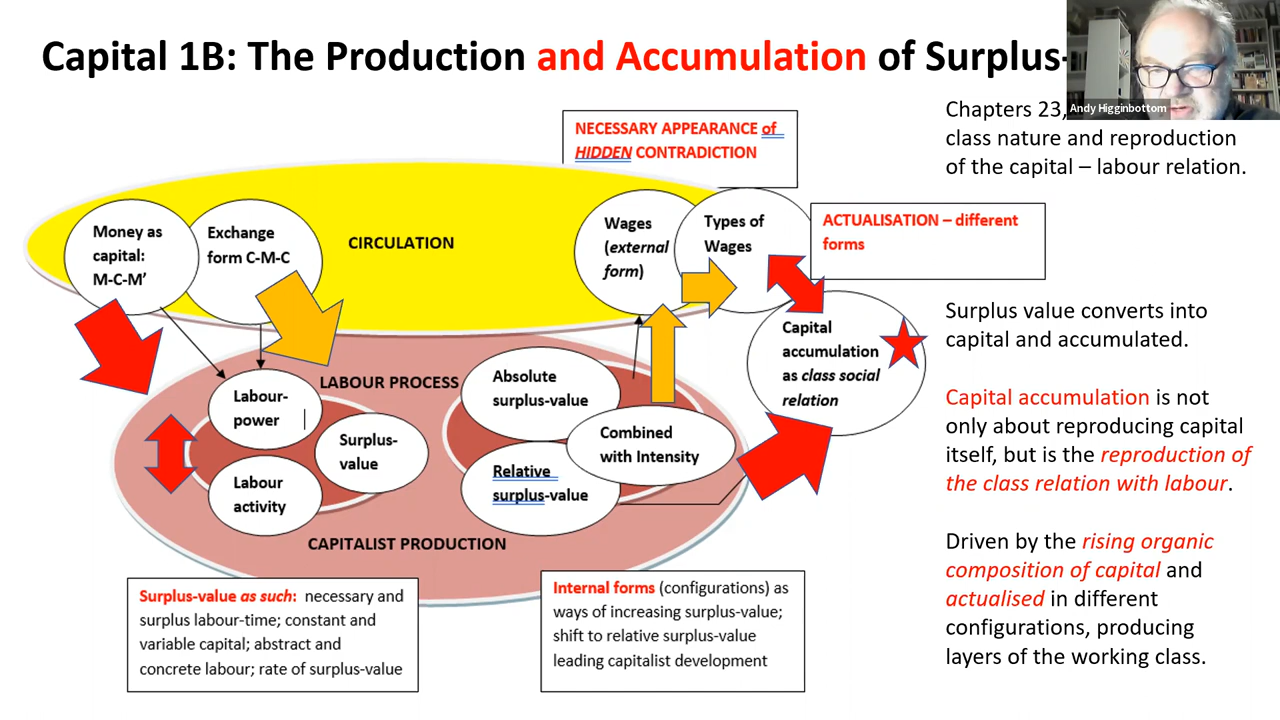 Capital 1B: The Production and Accumulation of Surplus-
Andy Higginbottom
Chapters 23,
class nature and reproduction
of the capital – labour relation.
NECESSARY APPEARANCE of
HIDDEN CONTRADICTION
Money as
capital:
M-C-M’
Exchange
form C-M-C
CIRCULATION
Wages
(external
form)
Types of
Wages
ACTUALISATION – different
forms
Capital
accumulation
as class social
relation
LABOUR PROCESS
Labour-
power
Surplus-
value
Labour
activity
Absolute
surplus-value
Combined
with Intensity
Relative
surplus-value
CAPITALIST PRODUCTION
Surplus-value as such: necessary and
surplus labour-time; constant and
variable capital; abstract and
concrete labour; rate of surplus-value
Internal forms (configurations) as
ways of increasing surplus-value;
shift to relative surplus-value
leading capitalist development
Surplus value converts into
capital and accumulated.
Capital accumulation is not
only about reproducing capital
itself, but is the reproduction of
the class relation with labour.
Driven by the rising organic
composition of capital and
actualised in different
configurations, producing
layers of the working class.